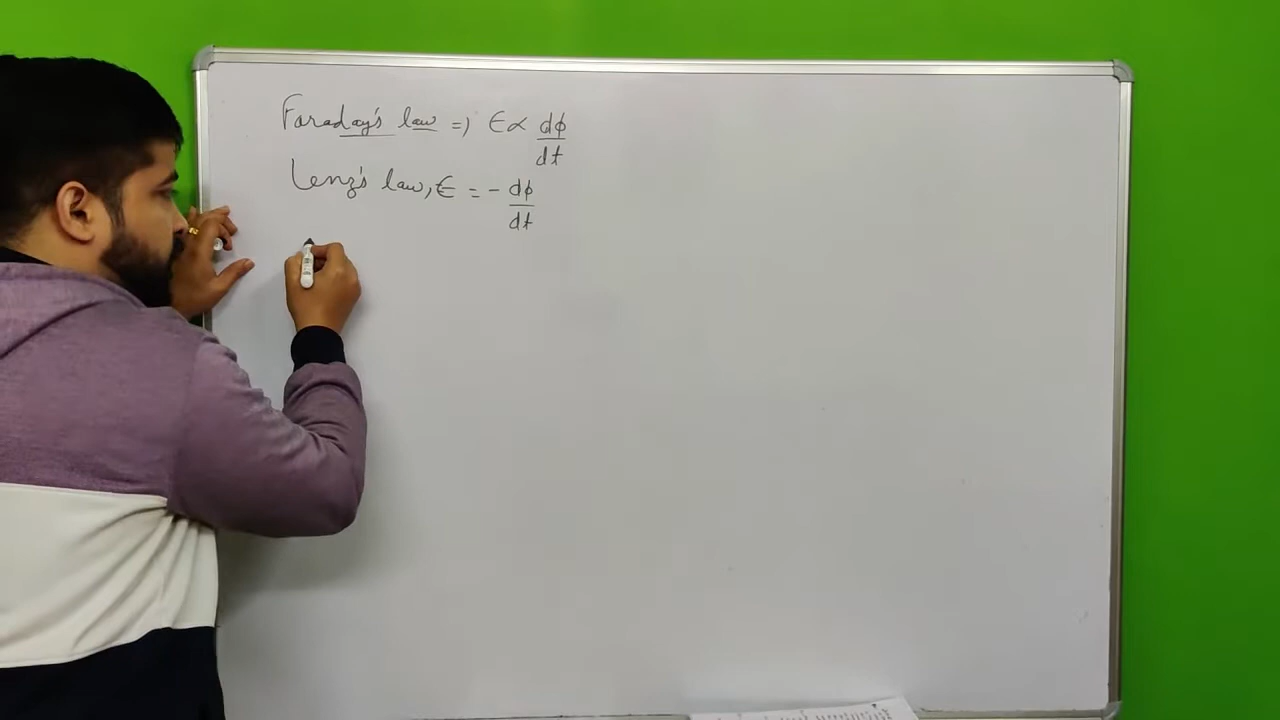 Faraday's law => ε ∝ dφ/dt
Lenz's law, ε = - dφ/dt